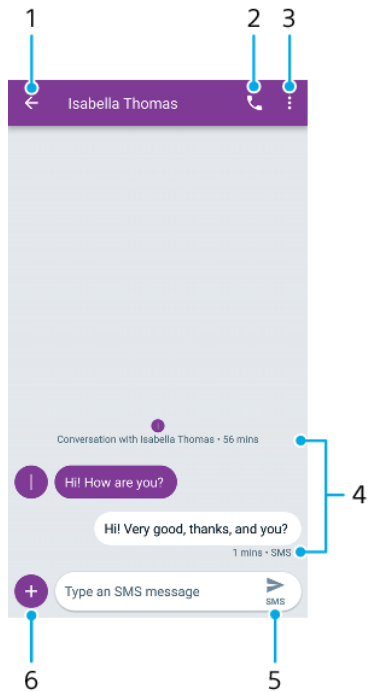 1 2 3
Isabella Thomas
Conversation with Isabella Thomas • 56 mins
Hi! How are you?
Hi! Very good, thanks, and you?
1 mins • SMS
4
+ Type an SMS message
SMS
6 5